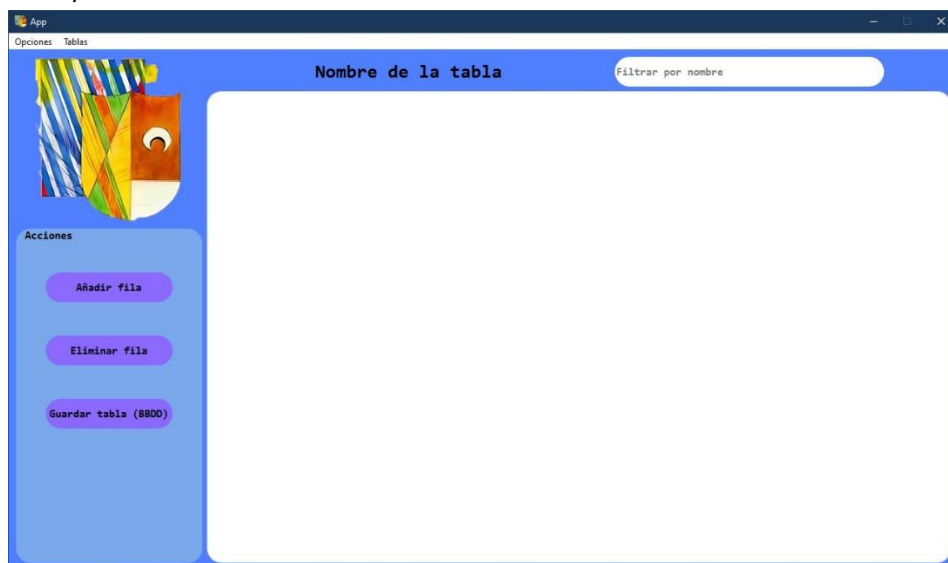 App
Opciones Tablas
Nombre de la tabla
Filtrar por nombre
Acciones
Añadir fila
Eliminar fila
Guardar tabla (BBDD)